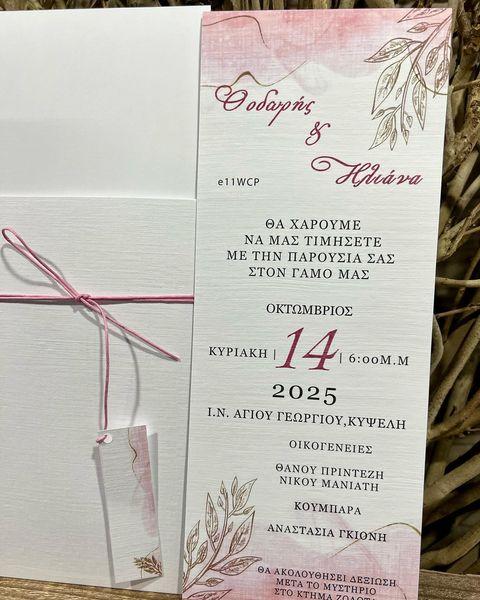 Θοδωρής
&
Ηλιάνα
e11WCP
ΘΑ ΧΑΡΟΥΜΕ
ΝΑ ΜΑΣ ΤΙΜΗΣΕΤΕ
ΜΕ ΤΗΝ ΠΑΡΟΥΣΙΑ ΣΑΣ
ΣΤΟΝ ΓΑΜΟ ΜΑΣ
ΟΚΤΩΜΒΡΙΟΣ
ΚΥΡΙΑΚΗ | 14 | 6:00Μ.Μ
2025
Ι.Ν. ΑΓΙΟΥ ΓΕΩΡΓΙΟΥ,ΚΥΨΕΛΗ
ΟΙΚΟΓΕΝΕΙΕΣ
ΘΑΝΟΥ ΠΡΙΝΤΕΖΗ
ΝΙΚΟΥ ΜΑΝΙΑΤΗ
ΚΟΥΜΠΑΡΑ
ΑΝΑΣΤΑΣΙΑ ΓΚΙΟΝΗ
ΘΑ ΑΚΟΛΟΥΘΗΣΕΙ ΔΕΞΙΩΣΗ
ΜΕΤΑ ΤΟ ΜΥΣΤΗΡΙΟ
ΣΤΟ ΚΤΗΜΑ